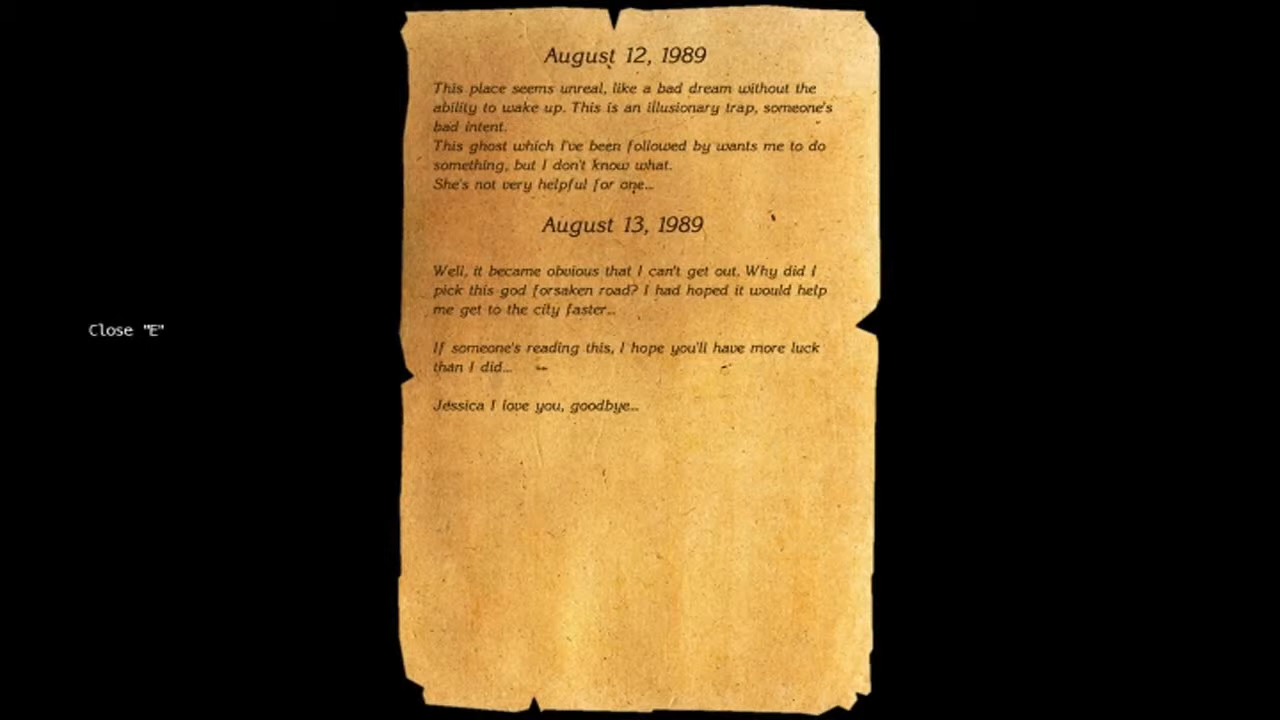 August 12, 1989
This place seems unreal, like a bad dream without the
ability to wake up. This is an illusionary trap, someone's
bad intent.
This ghost which I've been followed by wants me to do
something, but I don't know what.
She's not very helpful for one...
August 13, 1989
Well, it became obvious that I can't get out. Why did I
pick this god forsaken road? I had hoped it would help
me get to the city faster...
Close "E"
If someone's reading this, I hope you'll have more luck
than I did...
Jessica I love you, goodbye...